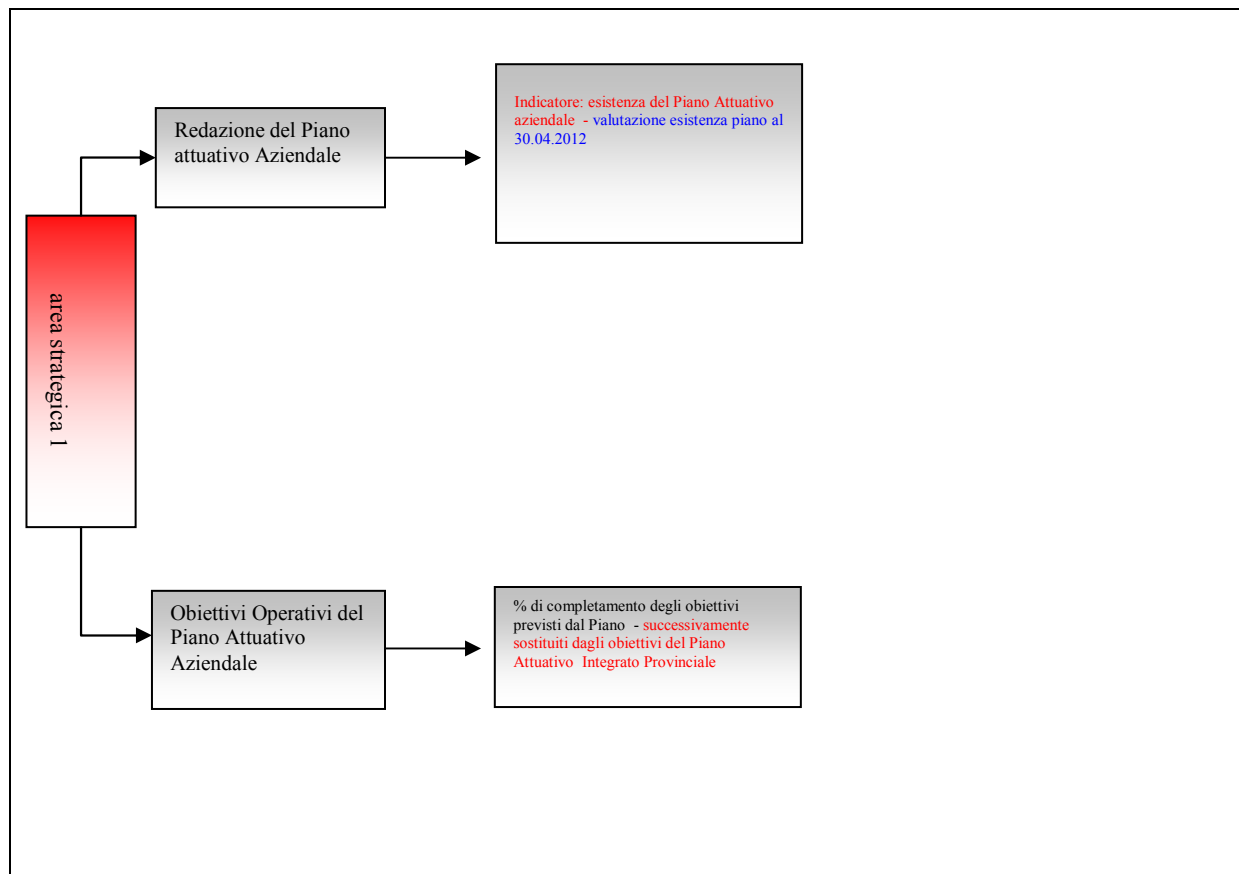 area strategica 1
Redazione del Piano
attuativo Aziendale
Indicatore: esistenza del Piano Attuativo
aziendale - valutazione esistenza piano al
30.04.2012
Obiettivi Operativi del
Piano Attuativo
Aziendale
% di completamento degli obiettivi
previsti dal Piano - successivamente
sostituiti dagli obiettivi del Piano
Attuativo Integrato Provinciale